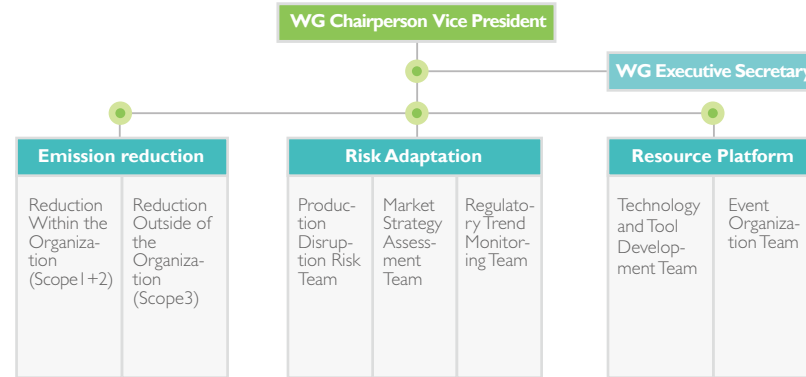 WG Chairperson Vice President
WG Executive Secretary
Emission reduction
Risk Adaptation
Resource Platform
Reduction
Within the
Organiza-
tion
(Scope1+2)
Reduction
Outside of
the
Organiza-
tion
(Scope3)
Produc-
tion
Disrup-
tion Risk
Team
Market
Strategy
Assess-
ment
Team
Regulato-
ry Trend
Monitor-
ing Team
Technology
and Tool
Develop-
ment Team
Event
Organiza-
tion Team